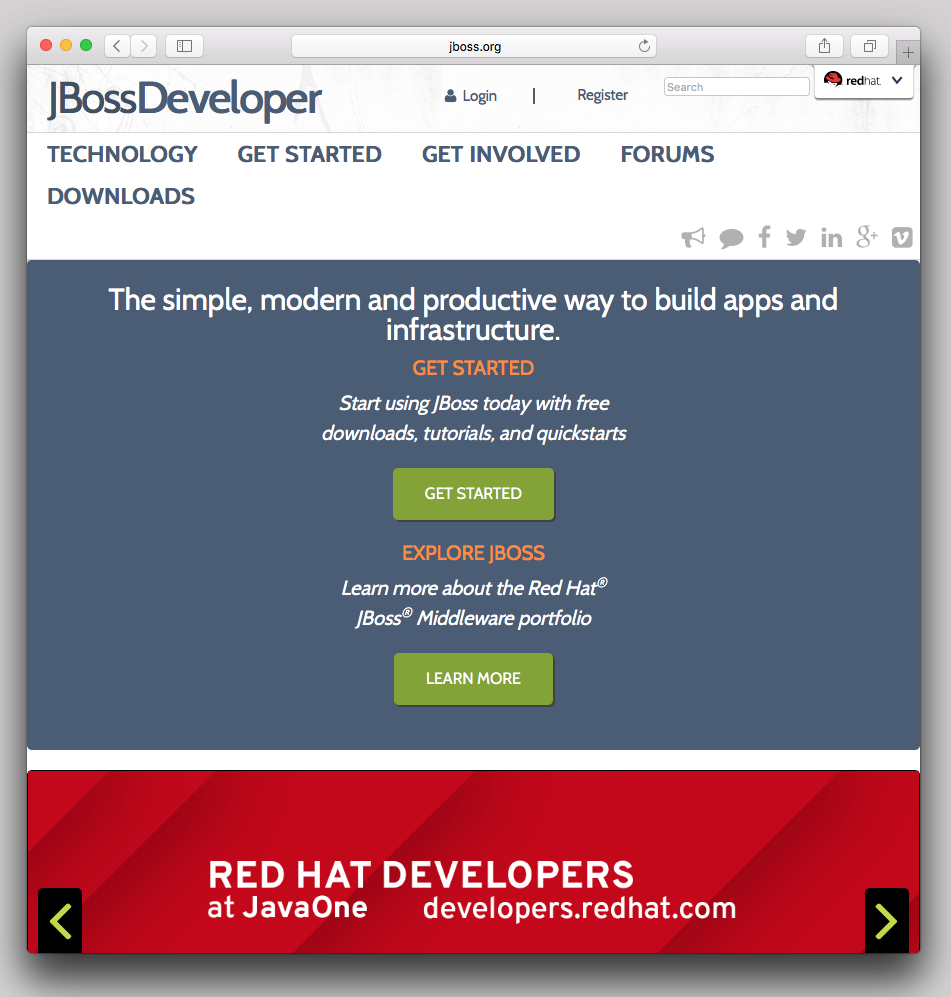 jboss.org
JBossDeveloper
Login | Register
Search
redhat.
TECHNOLOGY GET STARTED GET INVOLVED FORUMS
DOWNLOADS
The simple, modern and productive way to build apps and
infrastructure.
GET STARTED
Start using JBoss today with free
downloads, tutorials, and quickstarts
GET STARTED
EXPLORE JBOSS
Learn more about the Red Hat®
JBoss® Middleware portfolio
LEARN MORE
RED HAT DEVELOPERS
at JavaOne developers.redhat.com